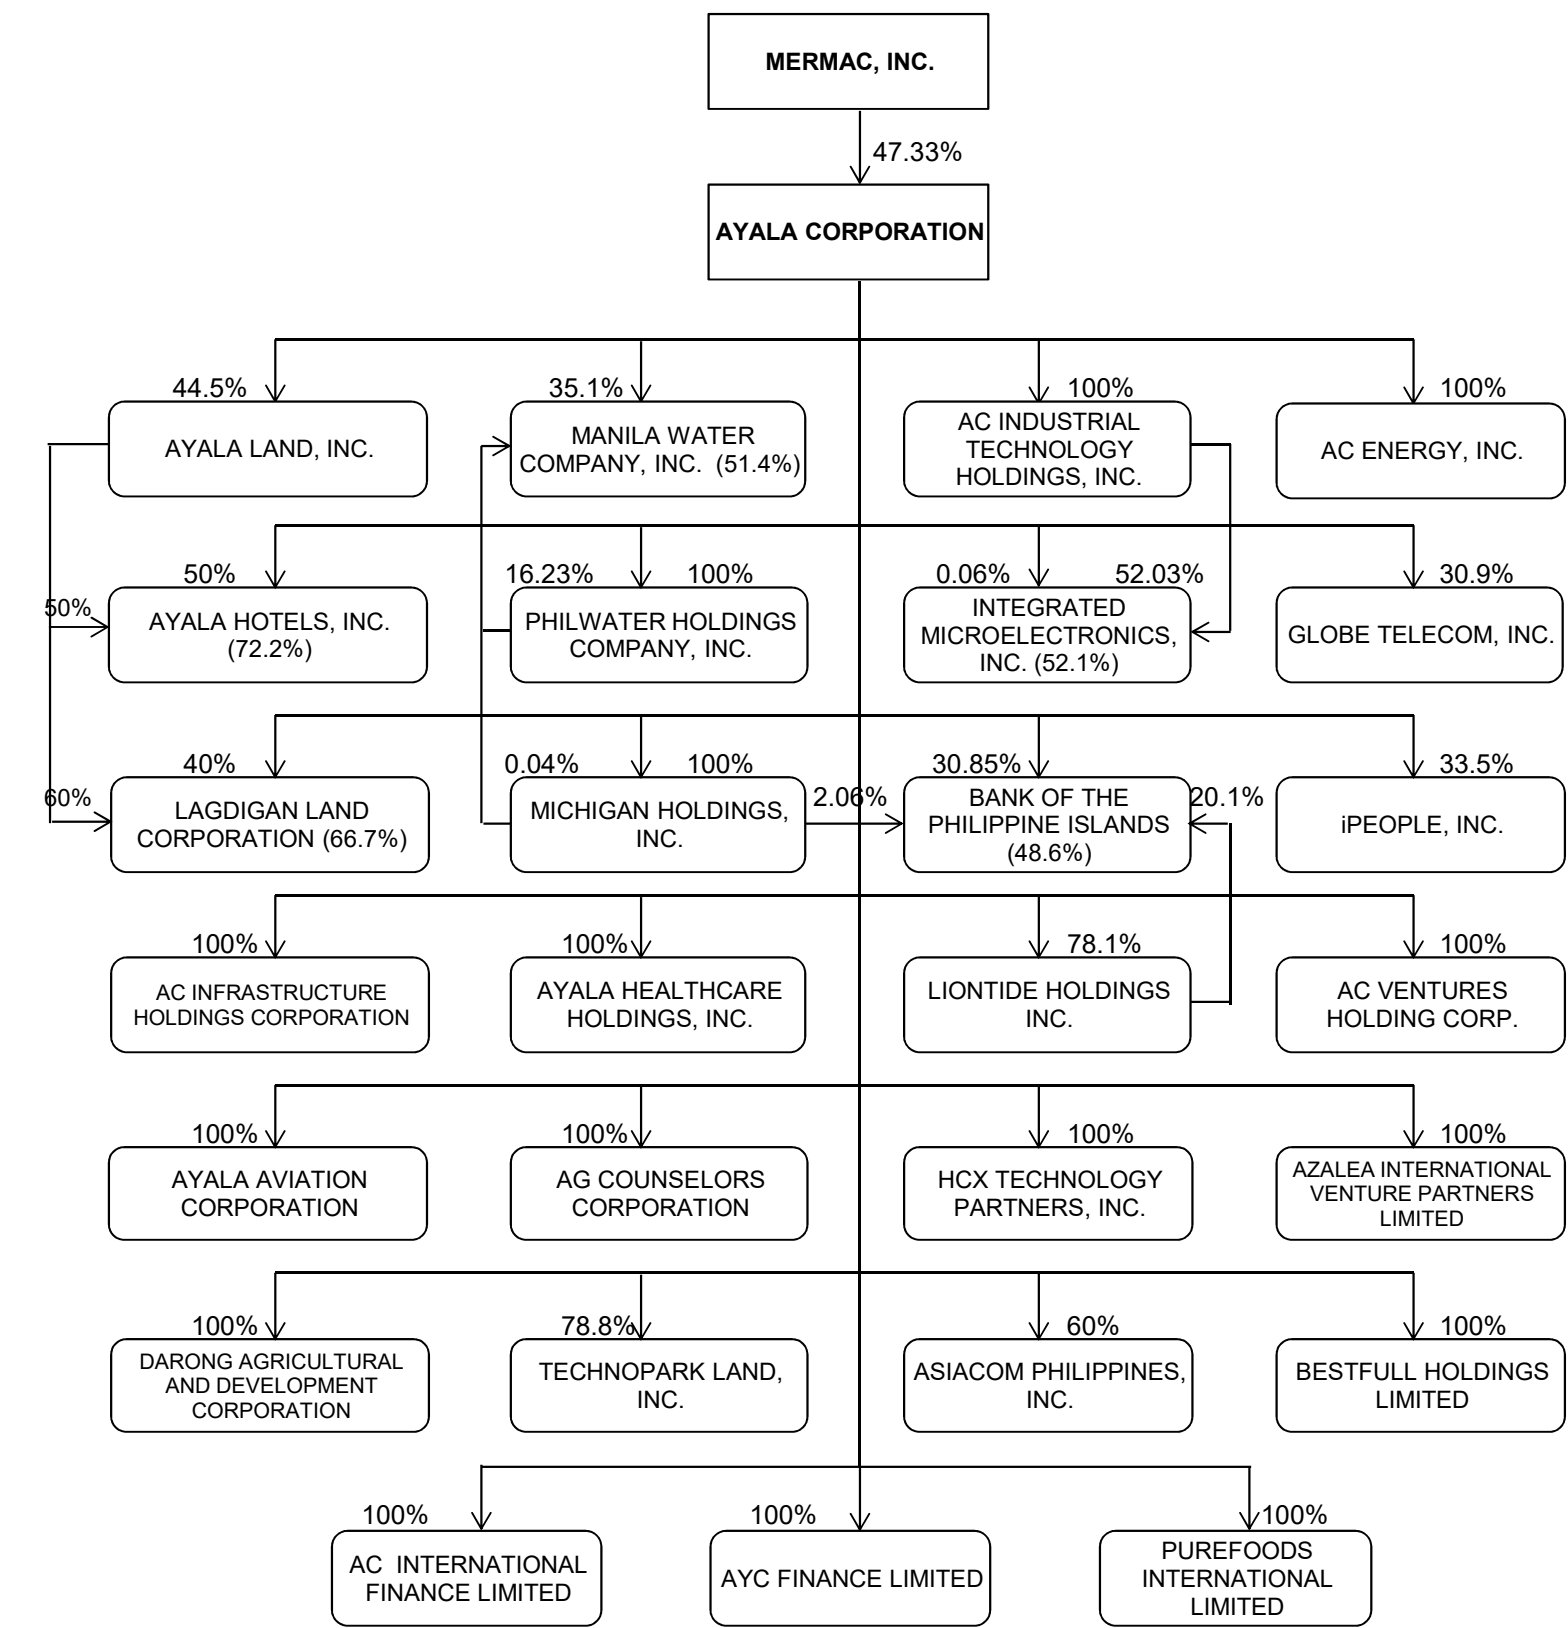 MERMAC, INC.
47.33%
AYALA CORPORATION
44.5%
35.1%
100%
100%
AYALA LAND, INC.
MANILA WATER
COMPANY, INC.  (51.4%)
AC INDUSTRIAL
TECHNOLOGY
HOLDINGS, INC.
AC ENERGY, INC.
50%
16.23%
100%
0.06%
52.03%
30.9%
50%
AYALA HOTELS, INC.
(72.2%)
PHILWATER HOLDINGS
COMPANY, INC.
INTEGRATED
MICROELECTRONICS,
INC. (52.1%)
GLOBE TELECOM, INC.
40%
0.04%
100%
30.85%
33.5%
60%
LAGDIGAN LAND
CORPORATION (66.7%)
MICHIGAN HOLDINGS,
INC.
2.06%
BANK OF THE
PHILIPPINE ISLANDS
(48.6%)
20.1%
iPEOPLE, INC.
100%
100%
78.1%
100%
AC INFRASTRUCTURE
HOLDINGS CORPORATION
AYALA HEALTHCARE
HOLDINGS, INC.
LIONTIDE HOLDINGS
INC.
AC VENTURES
HOLDING CORP.
100%
100%
100%
100%
AYALA AVIATION
CORPORATION
AG COUNSELORS
CORPORATION
HCX TECHNOLOGY
PARTNERS, INC.
AZALEA INTERNATIONAL
VENTURE PARTNERS
LIMITED
100%
78.8%
60%
100%
DARONG AGRICULTURAL
AND DEVELOPMENT
CORPORATION
TECHNOPARK LAND,
INC.
ASIACOM PHILIPPINES,
INC.
BESTFULL HOLDINGS
LIMITED
100%
100%
100%
AC  INTERNATIONAL
FINANCE LIMITED
AYC FINANCE LIMITED
PUREFOODS
INTERNATIONAL
LIMITED